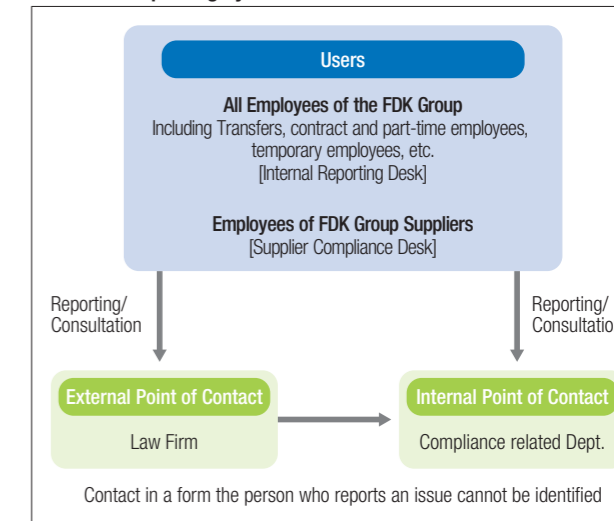 Users
All Employees of the FDK Group
Including Transfers, contract and part-time employees,
temporary employees, etc.
[Internal Reporting Desk]
Employees of FDK Group Suppliers
[Supplier Compliance Desk]
Reporting/
Consultation
Reporting/
Consultatio
External Point of Contact
Law Firm
Internal Point of Contact
Compliance related Dept.
Contact in a form the person who reports an issue cannot be identified